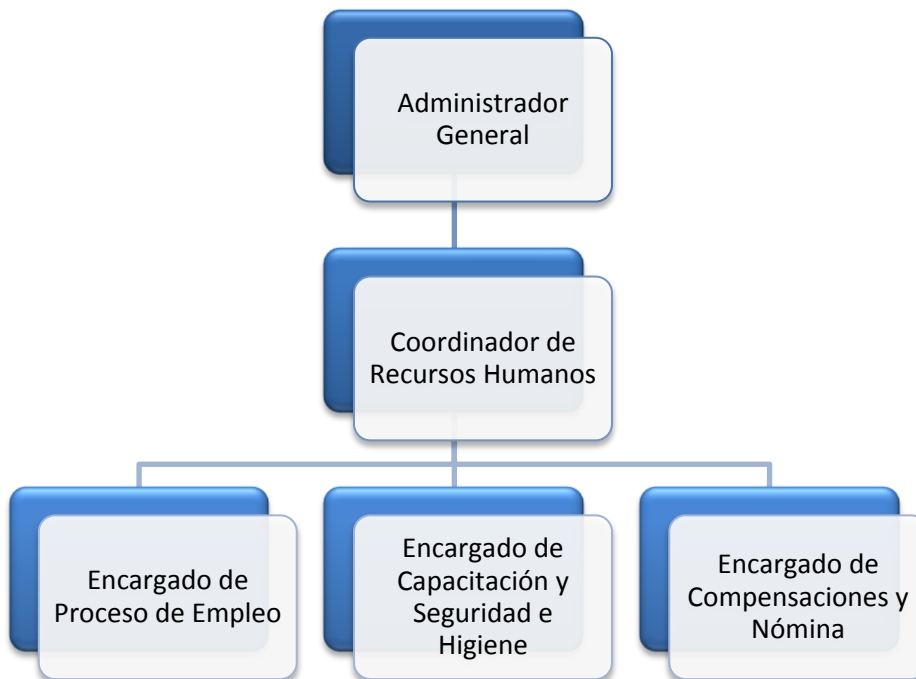 Administrador
General
Coordinador de
Recursos Humanos
Encargado de
Proceso de Empleo
Encargado de
Capacitación y
Seguridad e
Higiene
Encargado de
Compensaciones y
Nómina